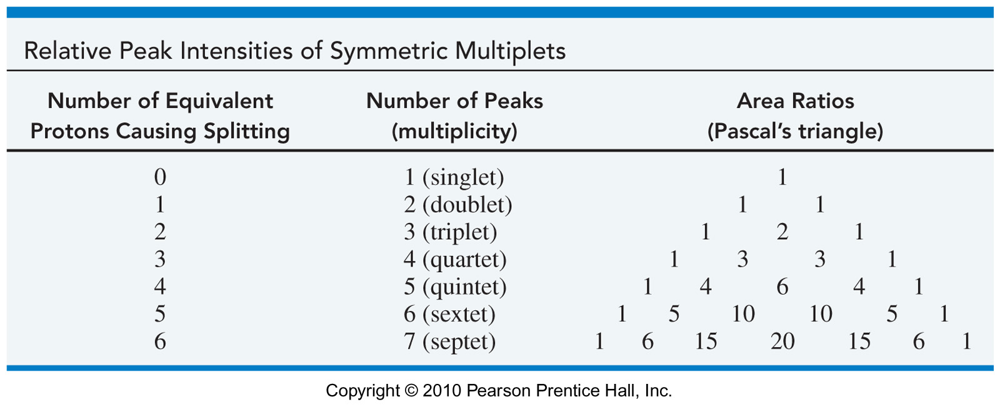 Relative Peak Intensities of Symmetric Multiplets
Number of Equivalent Number of Peaks Area Ratios
Protons Causing Splitting (multiplicity) (Pascal’s triangle)
0 1 (singlet) 1
1 2 (doublet) 1 1
2 3 (triplet) 1 2 1
3 4 (quartet) 1 3 3 1
4 5 (quintet) 1 4 6 4 1
5 6 (sextet) 1 5 10 10 5 1
6 7 (septet) 1 6 15 20 15 6 1
Copyright © 2010 Pearson Prentice Hall, Inc.